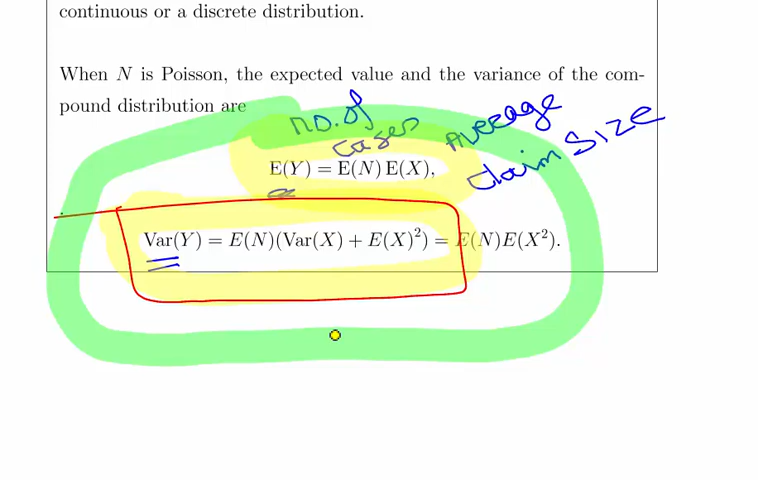 continuous or a discrete distribution.
When N is Poisson, the expected value and the variance of the com-
pound distribution are
no. of
cases
Average
claim Size
E(Y) = E(N) E(X),
Var(Y) = E(N)(Var(X) + E(X)²) = E(N)E(X²).